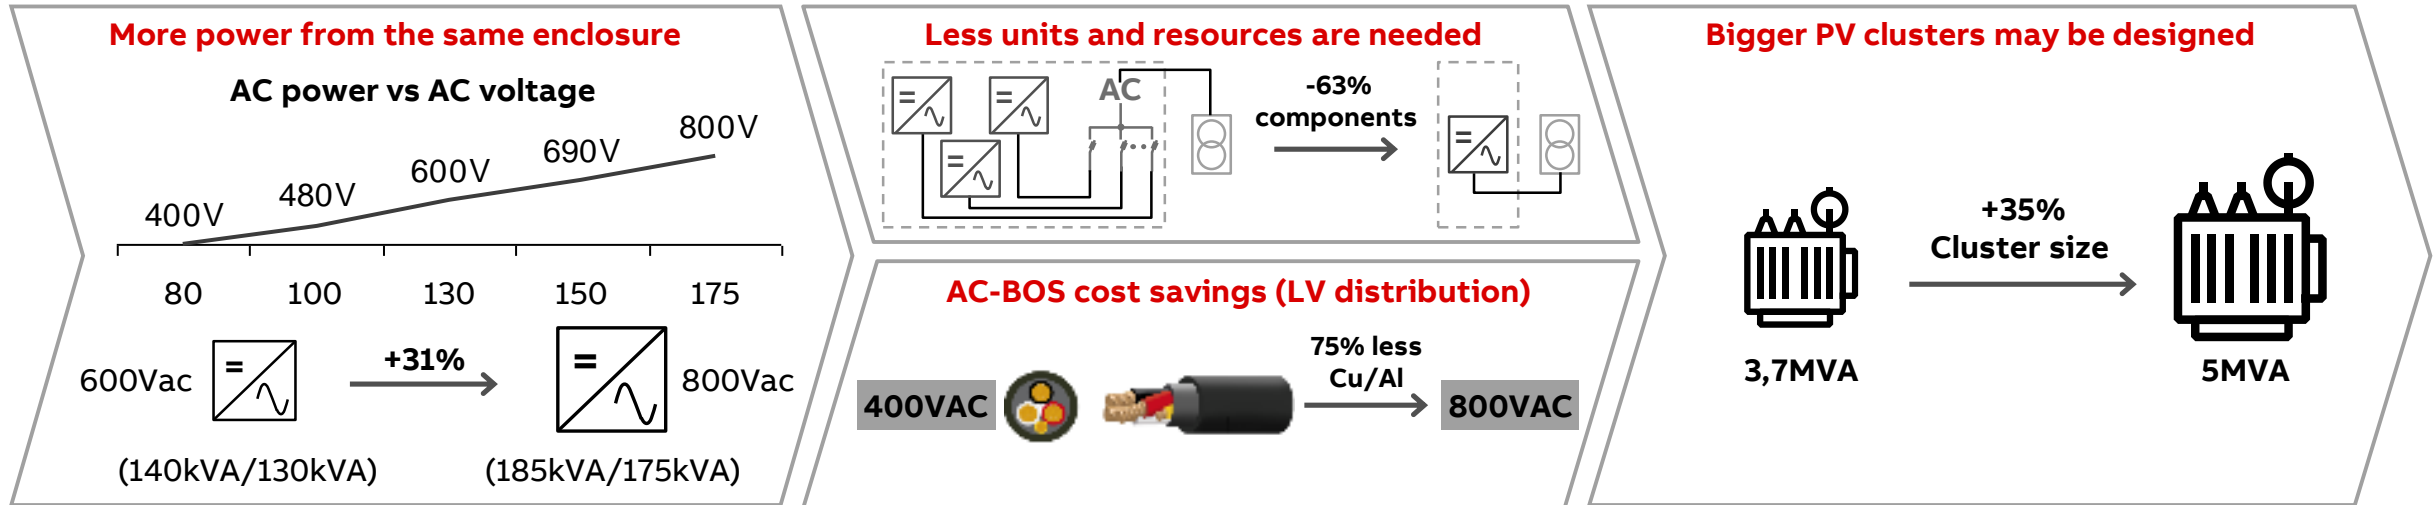 More power from the same enclosure
AC power vs AC voltage
400V
480V
600V
690V
800V
80
100
130
150
175
600Vac
+31%
800Vac
(140kVA/130kVA)
(185kVA/175kVA)
Less units and resources are needed
AC
-63%
components
AC-BOS cost savings (LV distribution)
400VAC
75% less
Cu/Al
800VAC
Bigger PV clusters may be designed
+35%
Cluster size
3,7MVA
5MVA